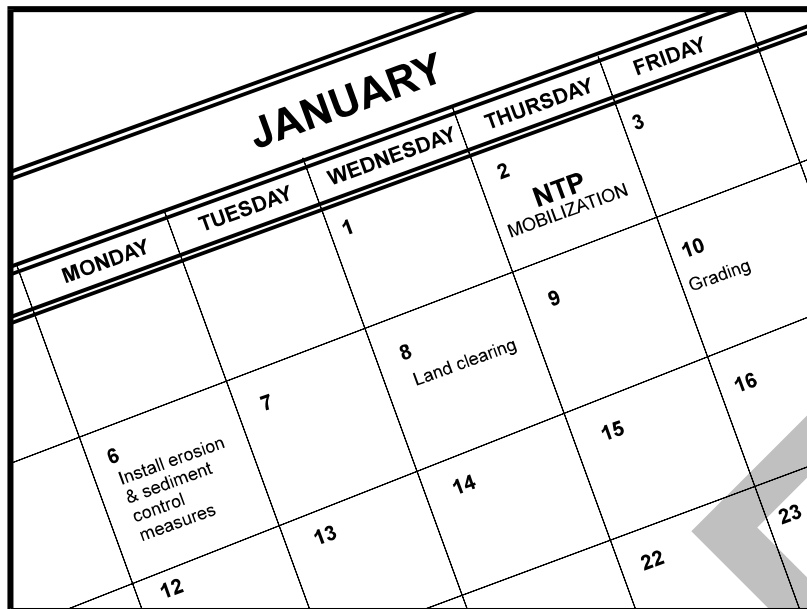 JANUARY
MONDAY
TUESDAY
WEDNESDAY
THURSDAY
FRIDAY
1
2
NTP
MOBILIZATION
3
6
Install erosion
& sediment
control
measures
7
8
Land clearing
9
10
Grading
12
13
14
15
16
22
23